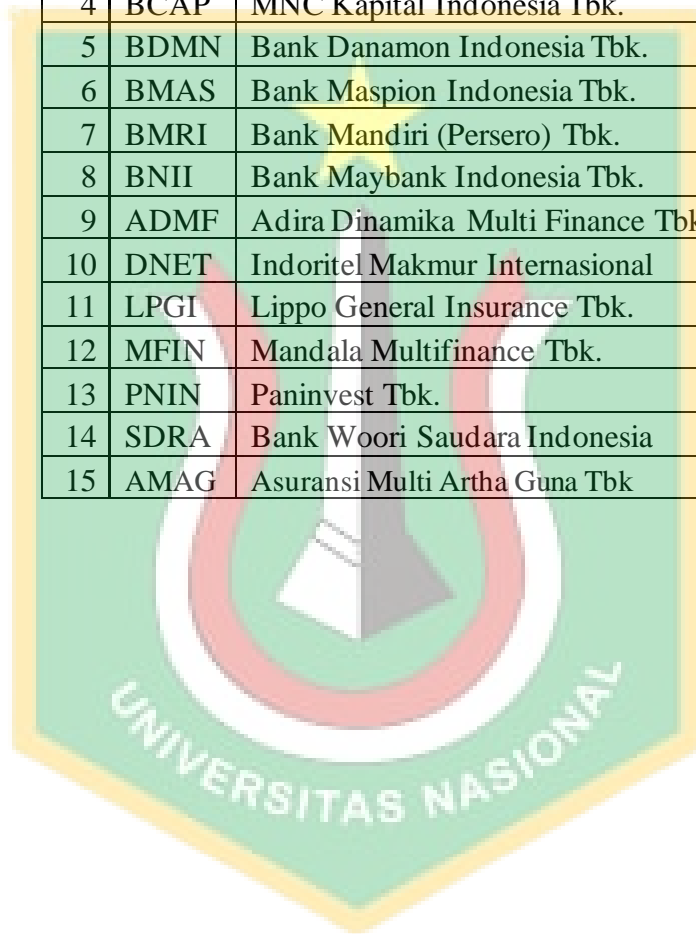 4 BCAP MNC Kapital Indonesia Tbk.
5 BDMN Bank Danamon Indonesia Tbk.
6 BMAS Bank Maspion Indonesia Tbk.
7 BMRI Bank Mandiri (Persero) Tbk.
8 BNII Bank Maybank Indonesia Tbk.
9 ADMF Adira Dinamika Multi Finance Tbk
10 DNET Indoritel Makmur Internasional
11 LPGI Lippo General Insurance Tbk.
12 MFIN Mandala Multifinance Tbk.
13 PNIN Paninvest Tbk.
14 SDRA Bank Woori Saudara Indonesia
15 AMAG Asuransi Multi Artha Guna Tbk
UNIVERSITAS NASIONAL